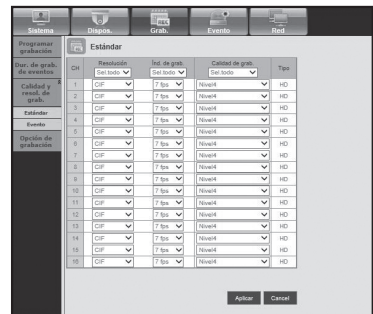 REC
Sistema Dispos. Grab. Evento Red
Programar grabación
Dur. de grab. de eventos
Calidad y resol. de grab.
Estándar
Evento
Opción de grabación
Estándar
CH Resolución Índ. de grab. Calidad de grab. Tipo
Sel.todo Sel.todo Sel.todo
1 CIF 7 fps Nivel4 HD
2 CIF 7 fps Nivel4 HD
3 CIF 7 fps Nivel4 HD
4 CIF 7 fps Nivel4 HD
5 CIF 7 fps Nivel4 HD
6 CIF 7 fps Nivel4 HD
7 CIF 7 fps Nivel4 HD
8 CIF 7 fps Nivel4 HD
9 CIF 7 fps Nivel4 HD
10 CIF 7 fps Nivel4 HD
11 CIF 7 fps Nivel4 HD
12 CIF 7 fps Nivel4 HD
13 CIF 7 fps Nivel4 HD
14 CIF 7 fps Nivel4 HD
15 CIF 7 fps Nivel4 HD
16 CIF 7 fps Nivel4 HD
Aplicar Cancel